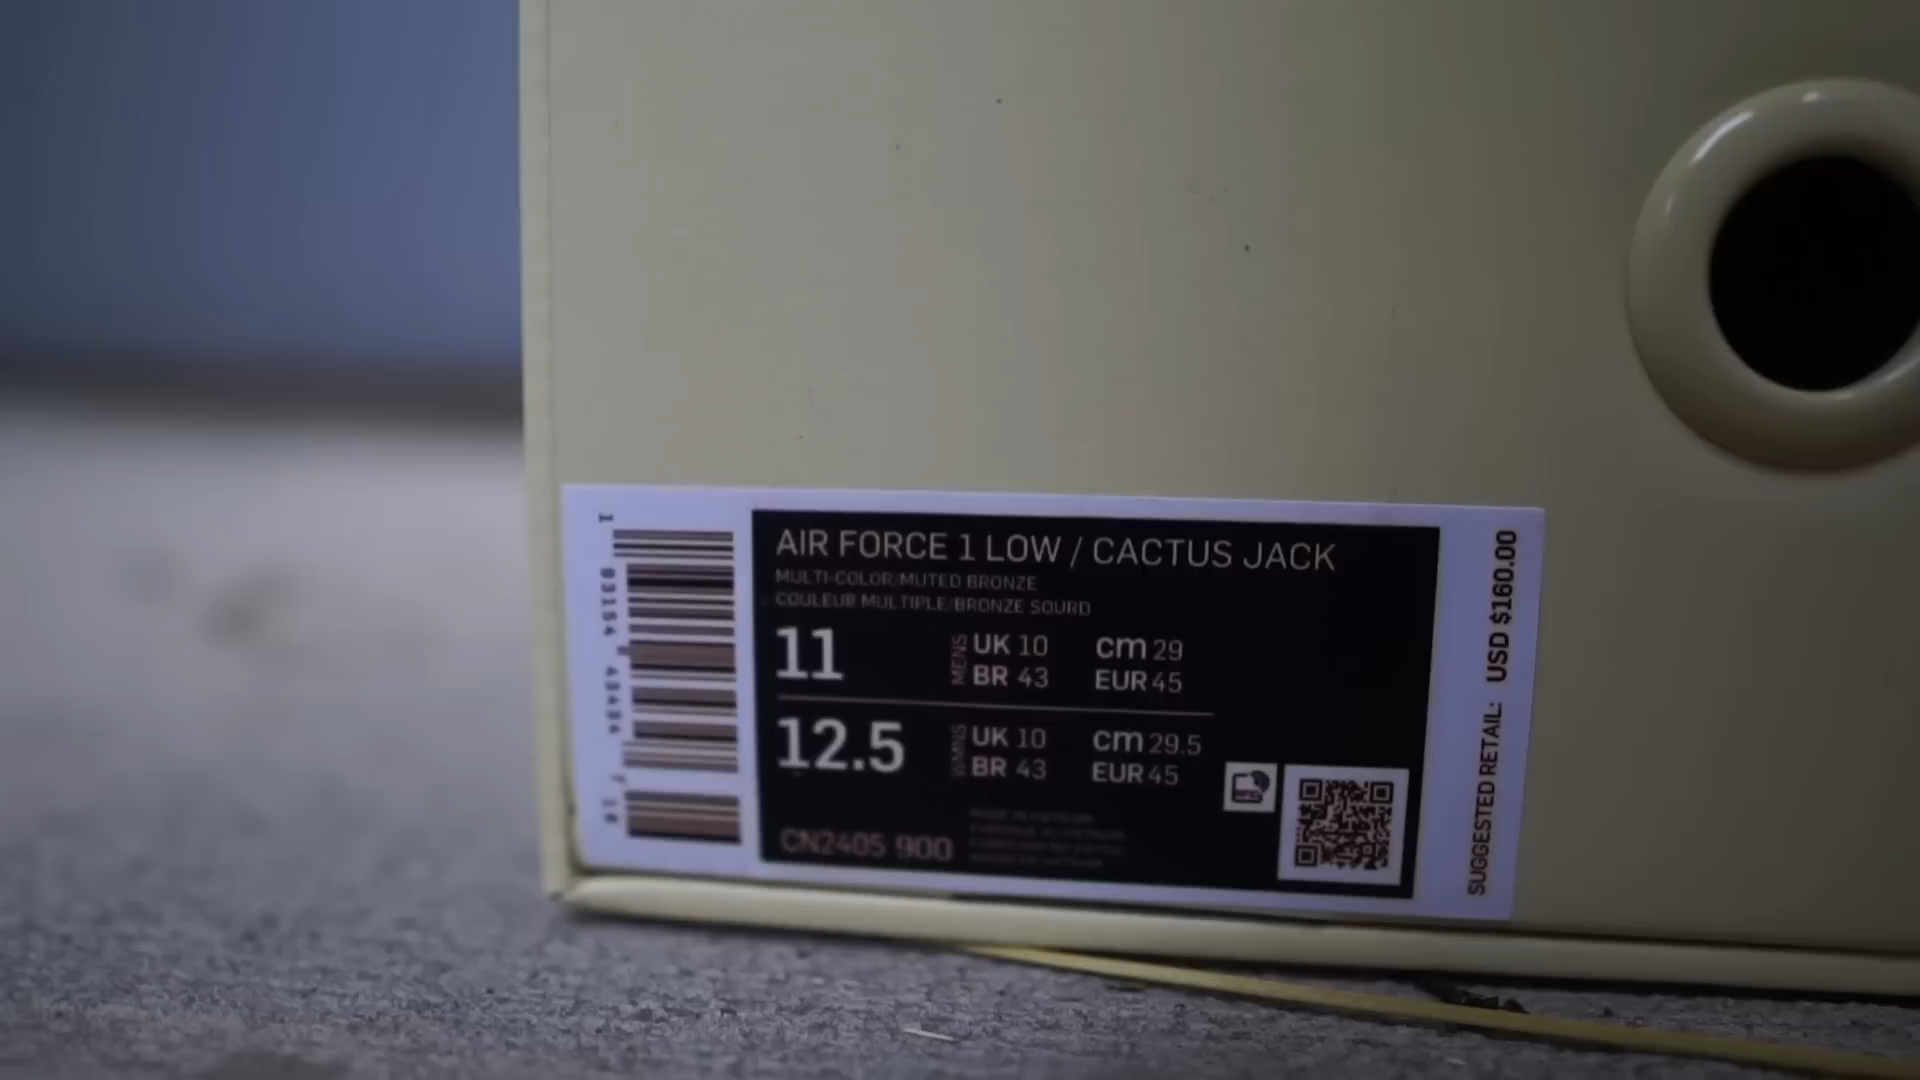 AIR FORCE 1 LOW / CACTUS JACK
MULTI-COLOR/MUTED BRONZE
COULEUR MULTIPLE/BRONZE SOURD
11 MENS UK 10 cm 29
BR 43 EUR 45
12.5 WMNS UK 10 cm 29.5
BR 43 EUR 45
CN2405 900
SUGGESTED RETAIL: USD $160.00